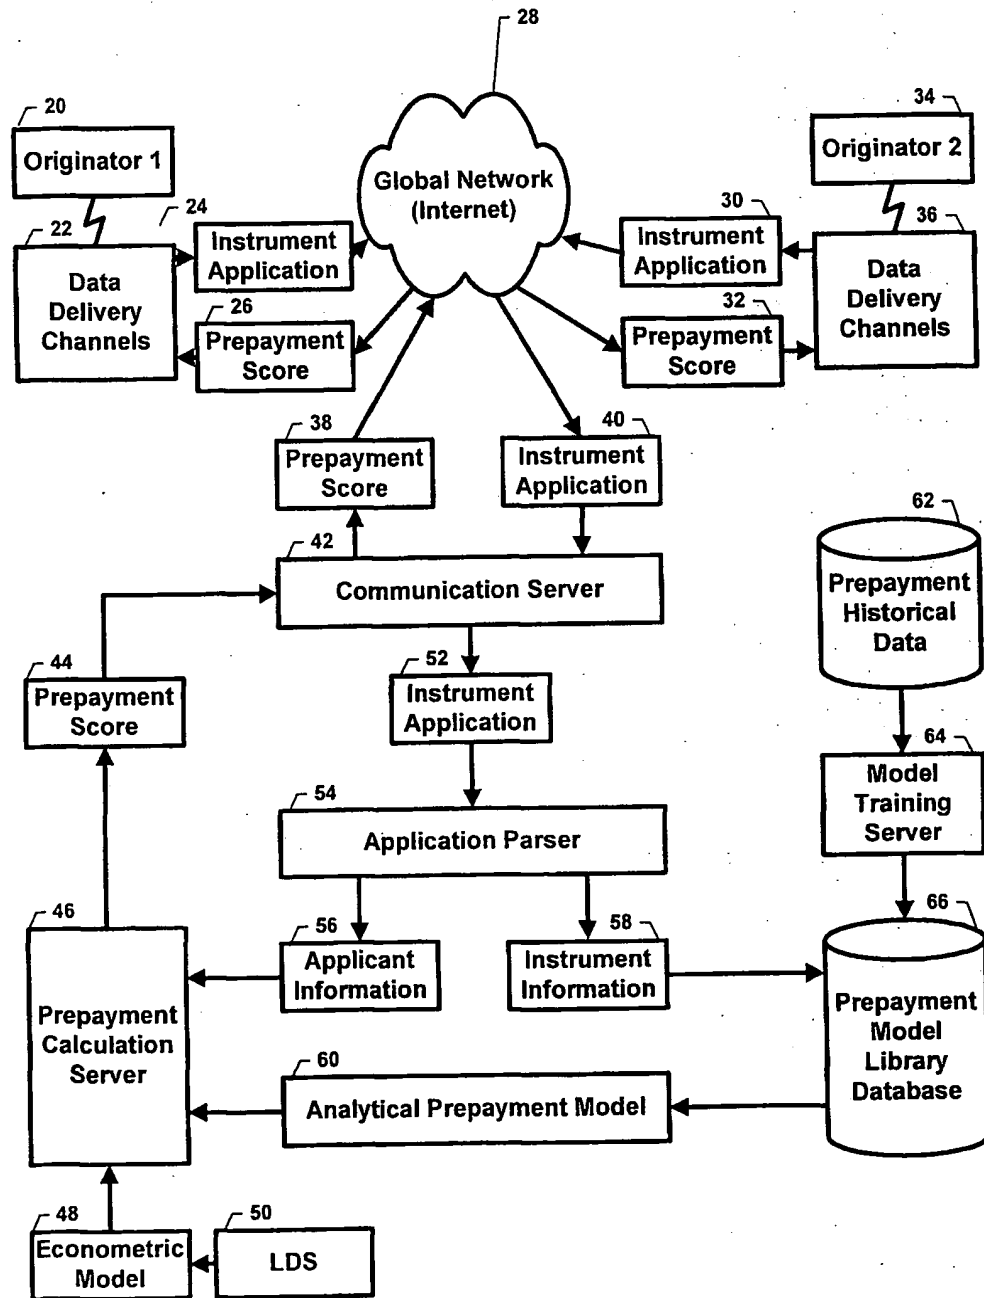 28
20
Originator 1
34
Originator 2
Global Network
(Internet)
22
Data
Delivery
Channels
24
Instrument
Application
26
Prepayment
Score
30
Instrument
Application
32
Prepayment
Score
36
Data
Delivery
Channels
38
Prepayment
Score
40
Instrument
Application
42
Communication Server
62
Prepayment
Historical
Data
44
Prepayment
Score
52
Instrument
Application
64
Model
Training
Server
54
Application Parser
46
Prepayment
Calculation
Server
56
Applicant
Information
58
Instrument
Information
66
Prepayment
Model
Library
Database
60
Analytical Prepayment Model
48
Econometric
Model
50
LDS